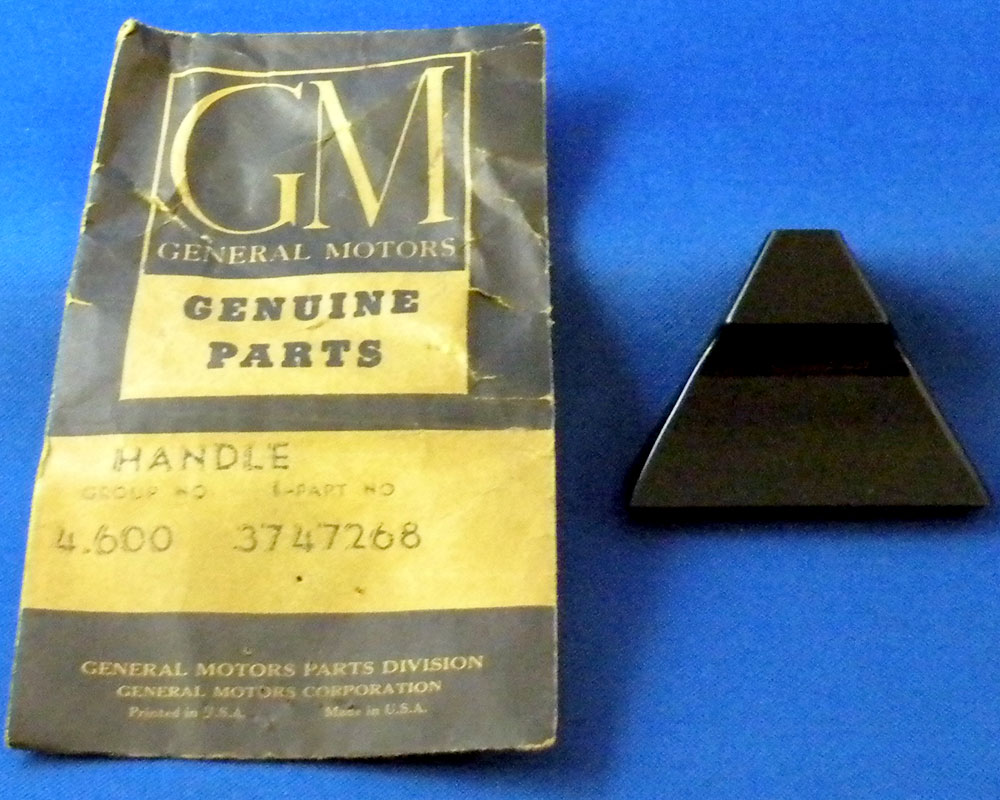 GM
GENERAL MOTORS
GENUINE
PARTS
HANDLE
GROUP NO 1-PART NO
4.600 3747268
GENERAL MOTORS PARTS DIVISION
GENERAL MOTORS CORPORATION
Printed in U.S.A. Made in U.S.A.